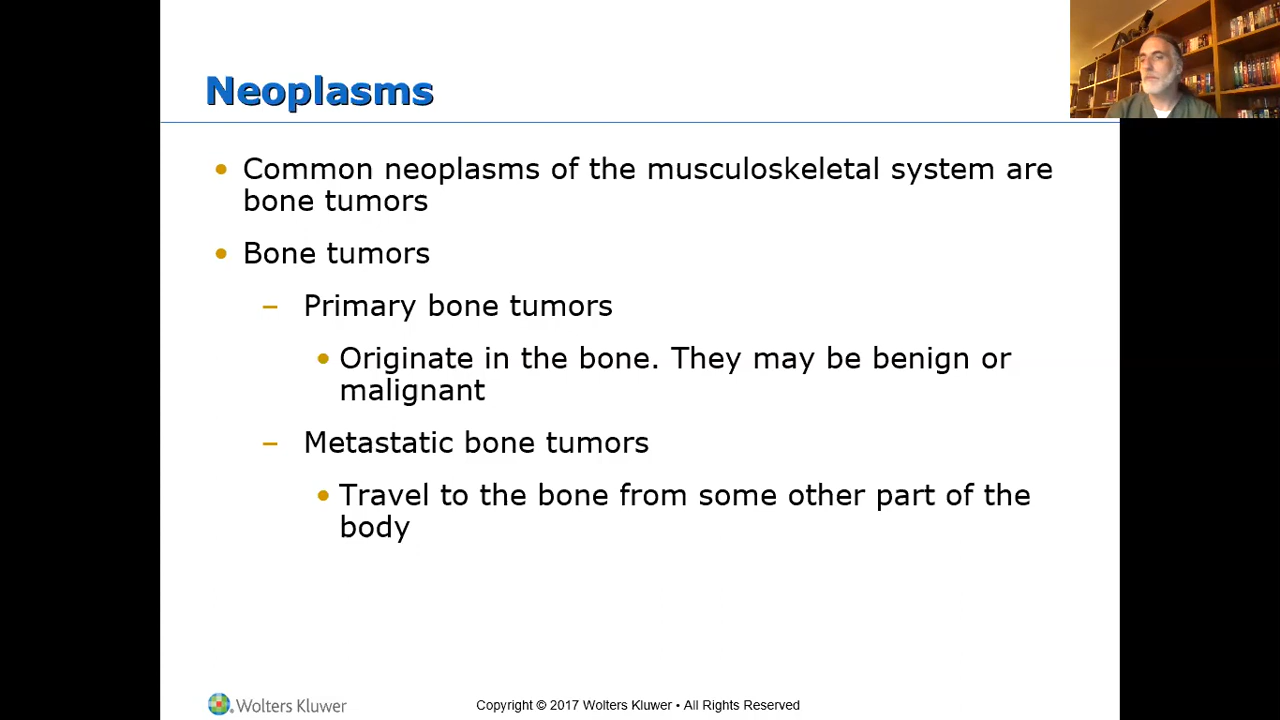 Neoplasms
• Common neoplasms of the musculoskeletal system are
bone tumors
• Bone tumors
– Primary bone tumors
• Originate in the bone. They may be benign or
malignant
– Metastatic bone tumors
• Travel to the bone from some other part of the
body
Wolters Kluwer
Copyright © 2017 Wolters Kluwer • All Rights Reserved